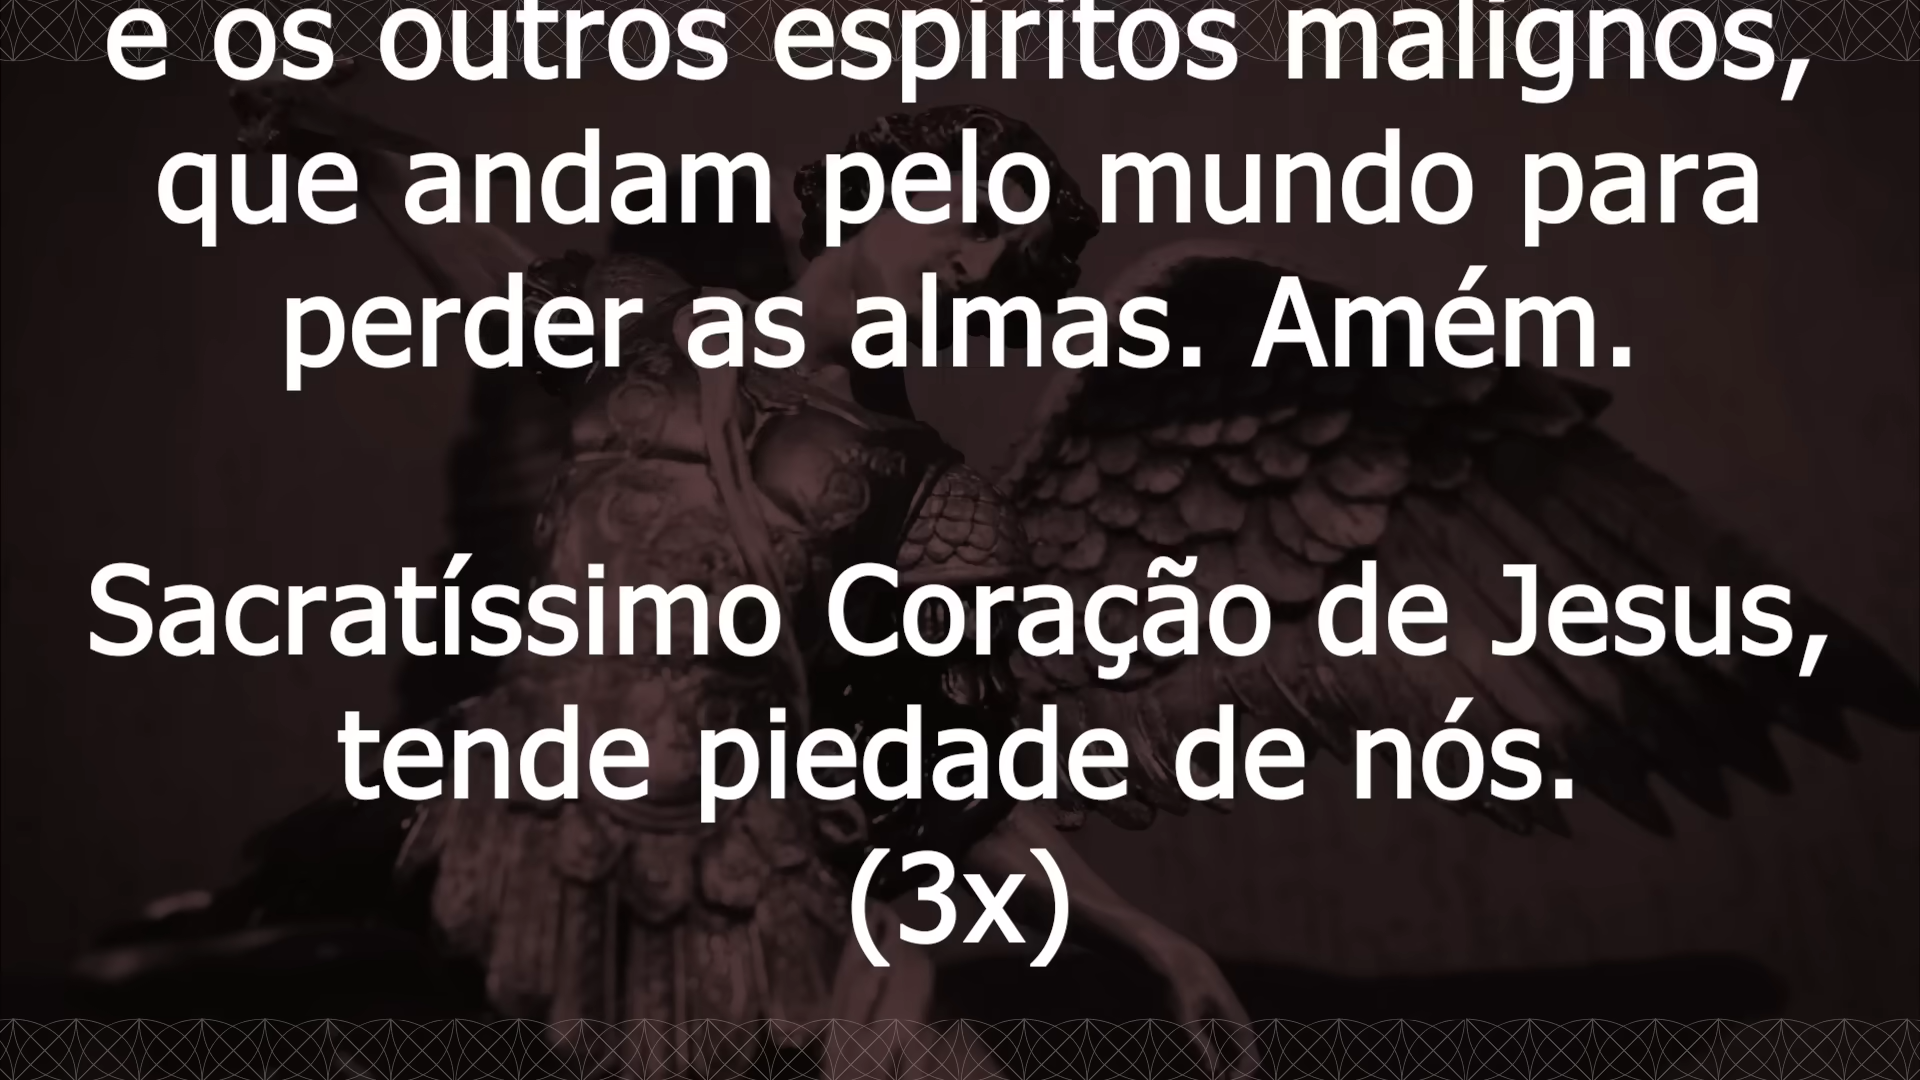 e os outros espíritos malignos,
que andam pelo mundo para
perder as almas. Amém.
Sacratíssimo Coração de Jesus,
tende piedade de nós.
(3x)